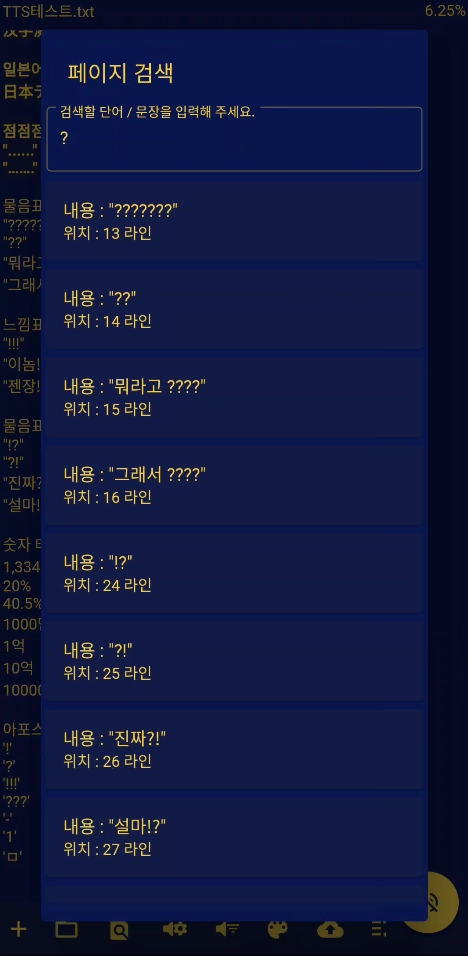 TTS테스트.txt
6.25%
페이지 검색
검색할 단어 / 문장을 입력해 주세요.
?
내용 : "???????"
위치 : 13 라인
내용 : "??"
위치 : 14 라인
내용 : "뭐라고 ????"
위치 : 15 라인
내용 : "그래서 ????"
위치 : 16 라인
내용 : "!?"
위치 : 24 라인
내용 : "?!"
위치 : 25 라인
내용 : "진짜?!"
위치 : 26 라인
내용 : "설마!?"
위치 : 27 라인
일본어
日本
점점점
"......"
"......"
물음표
"????
"??"
"뭐라
"그래
느낌표
"!!!"
"이놈!
"젠장!
물음표
"!?"
"?!"
"진짜?
"설마!
숫자
1,334
20%
40.5%
1000
1억
10억
1000
아포스
'!'
'?'
'!!!'
'???'
'-'
'1'
'ㅁ'